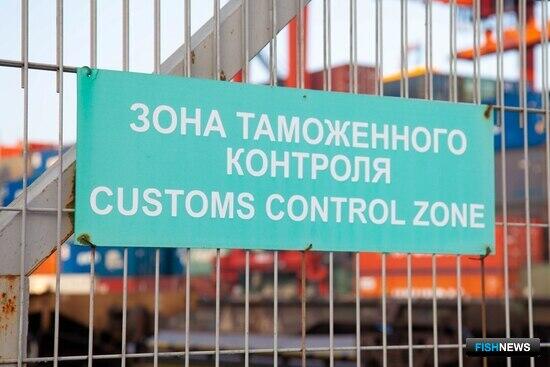 ЗОНА ТАМОЖЕННОГО
КОНТРОЛЯ
CUSTOMS CONTROL ZONE
FISHNEWS